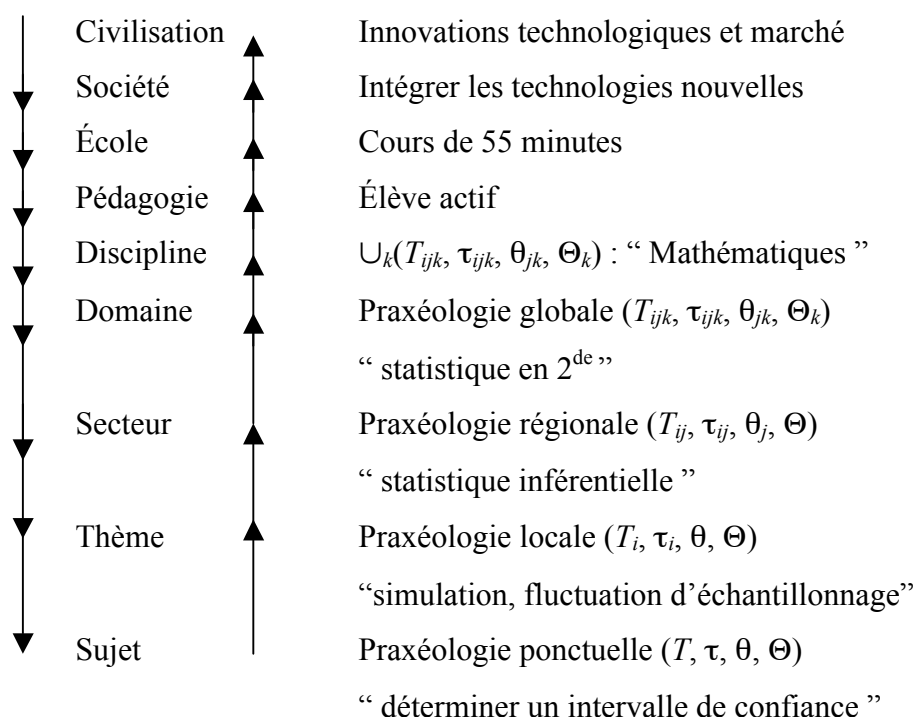 Civilisation Innovations technologiques et marché
Société Intégrer les technologies nouvelles
École Cours de 55 minutes
Pédagogie Élève actif
Discipline ∪ₖ(Tᵢⱼₖ, τᵢⱼₖ, θⱼₖ, Θₖ) : “ Mathématiques ”
Domaine Praxéologie globale (Tᵢⱼₖ, τᵢⱼₖ, θⱼₖ, Θₖ)
“ statistique en 2ᵈᵉ ”
Secteur Praxéologie régionale (Tᵢⱼ, τᵢⱼ, θⱼ, Θ)
“ statistique inférentielle ”
Thème Praxéologie locale (Tᵢ, τᵢ, θ, Θ)
“simulation, fluctuation d’échantillonnage”
Sujet Praxéologie ponctuelle (T, τ, θ, Θ)
“ déterminer un intervalle de confiance ”